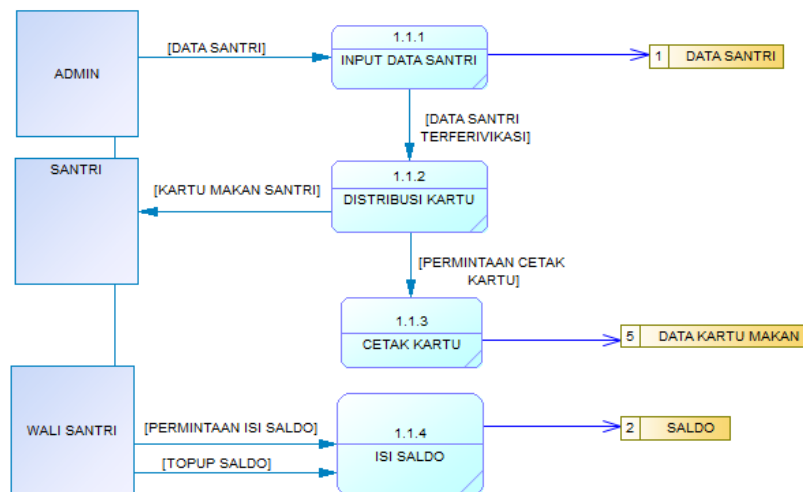 ADMIN
[DATA SANTRI]
1.1.1
INPUT DATA SANTRI
1 DATA SANTRI
[DATA SANTRI
TERFERIVIKASI]
SANTRI
[KARTU MAKAN SANTRI]
1.1.2
DISTRIBUSI KARTU
[PERMINTAAN CETAK
KARTU]
1.1.3
CETAK KARTU
5 DATA KARTU MAKAN
WALI SANTRI
[PERMINTAAN ISI SALDO]
[TOPUP SALDO]
1.1.4
ISI SALDO
2 SALDO